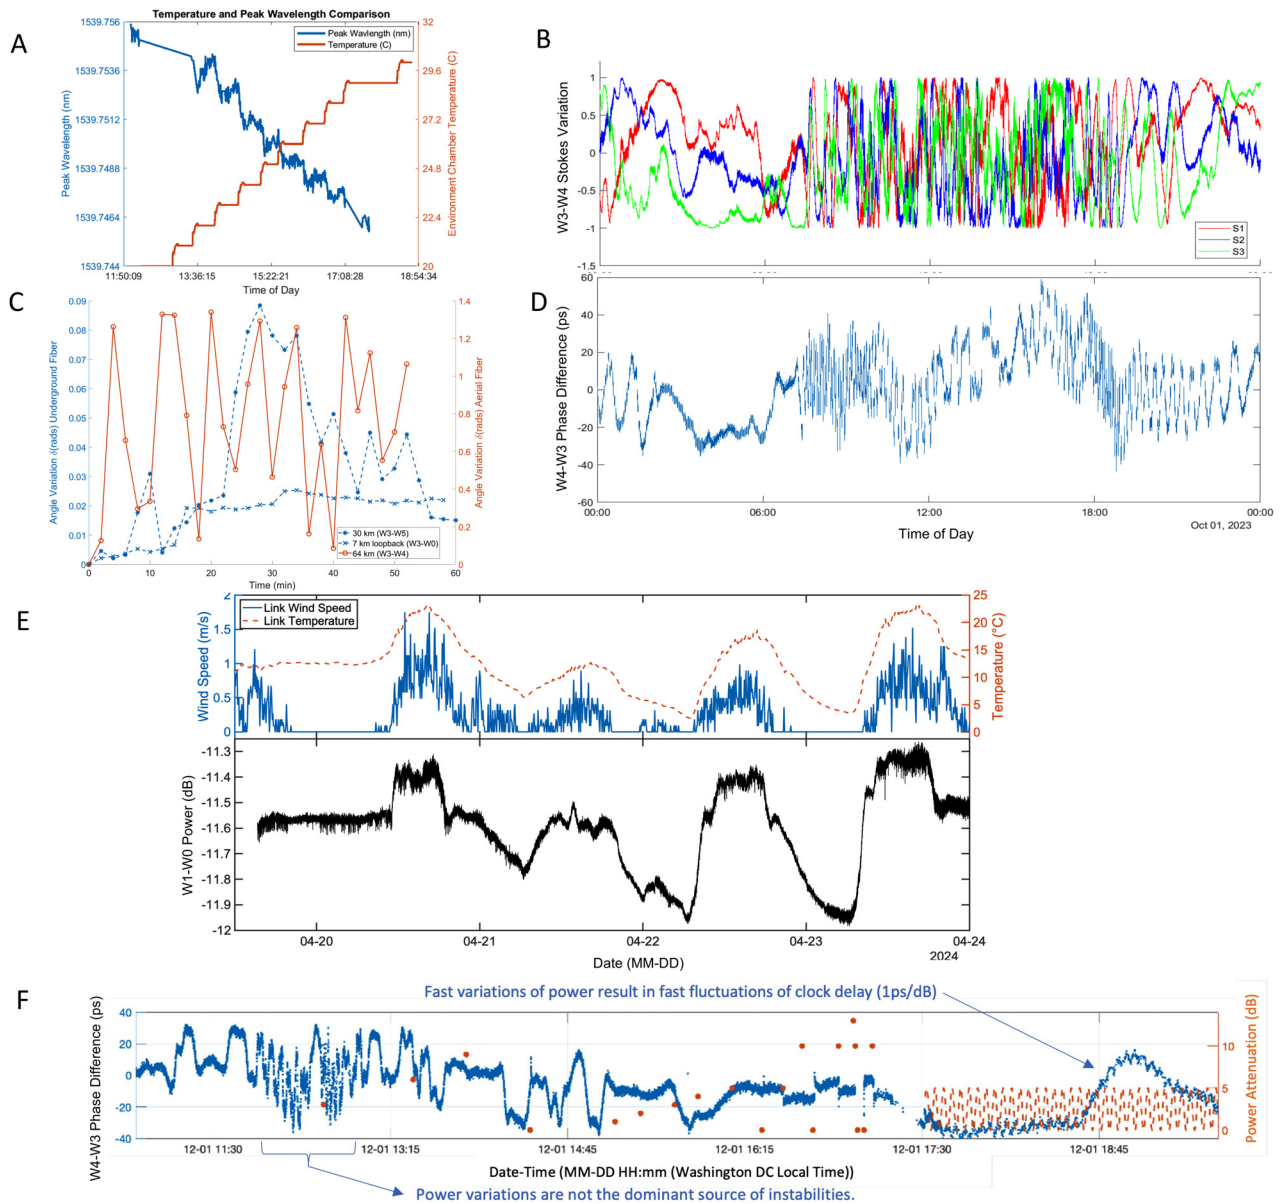 A
Temperature and Peak Wavelength Comparison
Peak Wavlength (nm)
Temperature (C)
1539.756
1539.7536
1539.7512
1539.7488
1539.7464
1539.744
Peak Wavelength (nm)
32
29.6
27.2
24.8
22.4
20
Environment Chamber Temperature (C)
11:50:09 13:36:15 15:22:21 17:08:28 18:54:34
Time of Day
B
W3-W4 Stokes Variation
1
0.5
0
-0.5
-1
-1.5
S1
S2
S3
C
Angle Variation δ(rads) Underground Fiber
0.09
0.08
0.07
0.06
0.05
0.04
0.03
0.02
0.01
0
1.4
1.2
1
0.8
0.6
0.4
0.2
0
Angle Variation δ(rads) Aerial Fiber
30 km (W3-W5)
7 km loopback (W3-W0)
64 km (W3-W4)
0 10 20 30 40 50 60
Time (min)
D
W4-W3 Phase Difference (ps)
60
40
20
0
-20
-40
-60
00:00 06:00 12:00 18:00 00:00
Oct 01, 2023
Time of Day
E
Link Wind Speed
Link Temperature
Wind Speed (m/s)
2
1.5
1
0.5
0
25
20
15
10
5
0
Temperature (°C)
W1-W0 Power (dB)
-11.3
-11.4
-11.5
-11.6
-11.7
-11.8
-11.9
-12
04-20 04-21 04-22 04-23 04-24
2024
Date (MM-DD)
F
Fast variations of power result in fast fluctuations of clock delay (1ps/dB)
W4-W3 Phase Difference (ps)
40
20
0
-20
-40
10
5
0
Power Attenuation (dB)
12-01 11:30 12-01 13:15 12-01 14:45 12-01 16:15 12-01 17:30 12-01 18:45
Date-Time (MM-DD HH:mm (Washington DC Local Time))
Power variations are not the dominant source of instabilities.